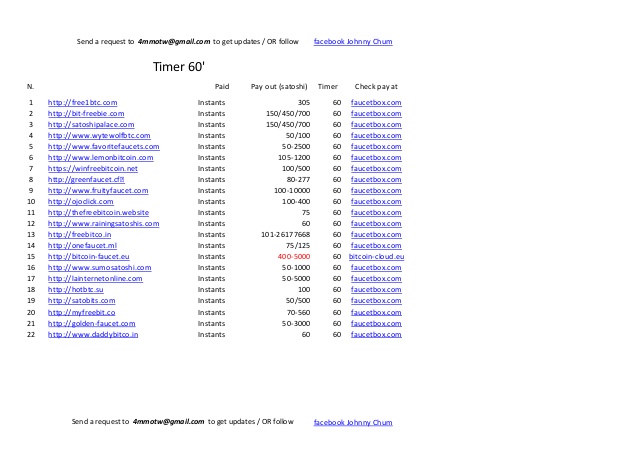 Send a request to 4mmotw@gmail.com to get updates / OR follow facebook Johnny Chum
Timer 60'
N. Paid Pay out (satoshi) Timer Check pay at
1 http://free1btc.com Instants 305 60 faucetbox.com
2 http://bit-freebie.com Instants 150/450/700 60 faucetbox.com
3 http://satoshipalace.com Instants 150/450/700 60 faucetbox.com
4 http://www.wytewolfbtc.com Instants 50/100 60 faucetbox.com
5 http://www.favoritefaucets.com Instants 50-2500 60 faucetbox.com
6 http://www.lemonbitcoin.com Instants 105-1200 60 faucetbox.com
7 https://winfreebitcoin.net Instants 100/500 60 faucetbox.com
8 http://greenfaucet.cf Instants 80-277 60 faucetbox.com
9 http://www.fruityfaucet.com Instants 100-10000 60 faucetbox.com
10 http://ojoclick.com Instants 100-400 60 faucetbox.com
11 http://thefreebitcoin.website Instants 75 60 faucetbox.com
12 http://www.rainingsatoshis.com Instants 60 60 faucetbox.com
13 http://freebitco.in Instants 101-26177668 60 faucetbox.com
14 http://onefaucet.ml Instants 75/125 60 faucetbox.com
15 http://bitcoin-faucet.eu Instants 400-5000 60 bitcoin-cloud.eu
16 http://www.sumosatoshi.com Instants 50-1000 60 faucetbox.com
17 http://lainternetonline.com Instants 50-5000 60 faucetbox.com
18 http://hotbtc.su Instants 100 60 faucetbox.com
19 http://satobits.com Instants 50/500 60 faucetbox.com
20 http://myfreebit.co Instants 70-560 60 faucetbox.com
21 http://golden-faucet.com Instants 50-3000 60 faucetbox.com
22 http://www.daddybitco.in Instants 60 60 faucetbox.com
Send a request to 4mmotw@gmail.com to get updates / OR follow facebook Johnny Chum